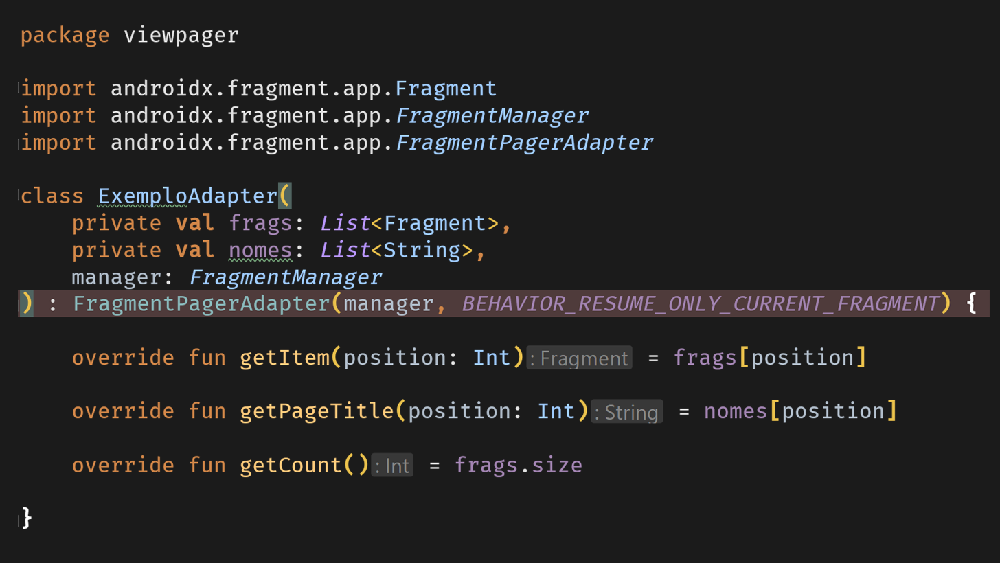 package viewpager
import androidx.fragment.app.Fragment
import androidx.fragment.app.FragmentManager
import androidx.fragment.app.FragmentPagerAdapter
class ExemploAdapter(
    private val frags: List<Fragment>,
    private val nomes: List<String>,
    manager: FragmentManager
) : FragmentPagerAdapter(manager, BEHAVIOR_RESUME_ONLY_CURRENT_FRAGMENT) {
    override fun getItem(position: Int): Fragment = frags[position]
    override fun getPageTitle(position: Int): String = nomes[position]
    override fun getCount(): Int = frags.size
}